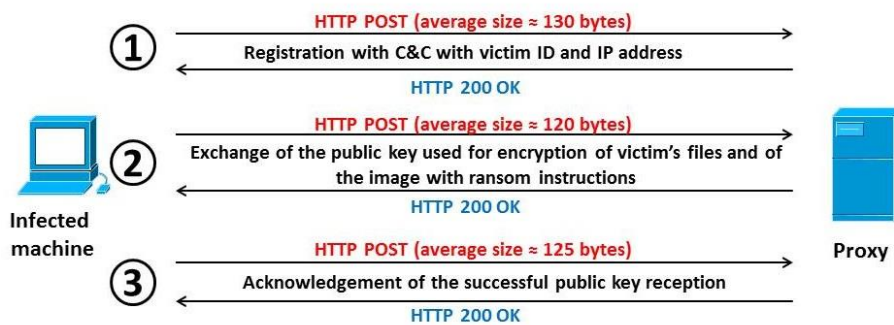 HTTP POST (average size ≈ 130 bytes)
1
Registration with C&C with victim ID and IP address
HTTP 200 OK
HTTP POST (average size ≈ 120 bytes)
2
Exchange of the public key used for encryption of victim's files and of
the image with ransom instructions
HTTP 200 OK
Infected
machine
HTTP POST (average size ≈ 125 bytes)
Proxy
3
Acknowledgement of the successful public key reception
HTTP 200 OK